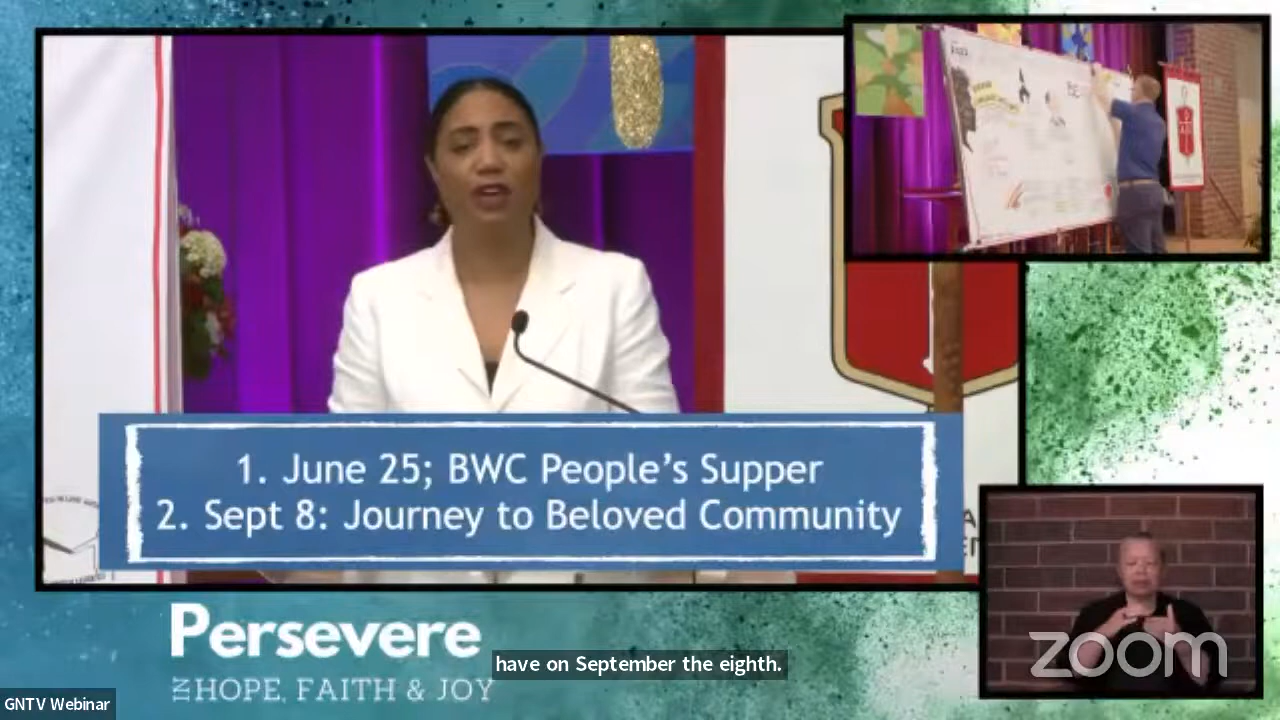 1. June 25; BWC People's Supper
2. Sept 8: Journey to Beloved Community
Persevere
IN HOPE, FAITH & JOY
have on September the eighth.
zoom
GNTV Webinar